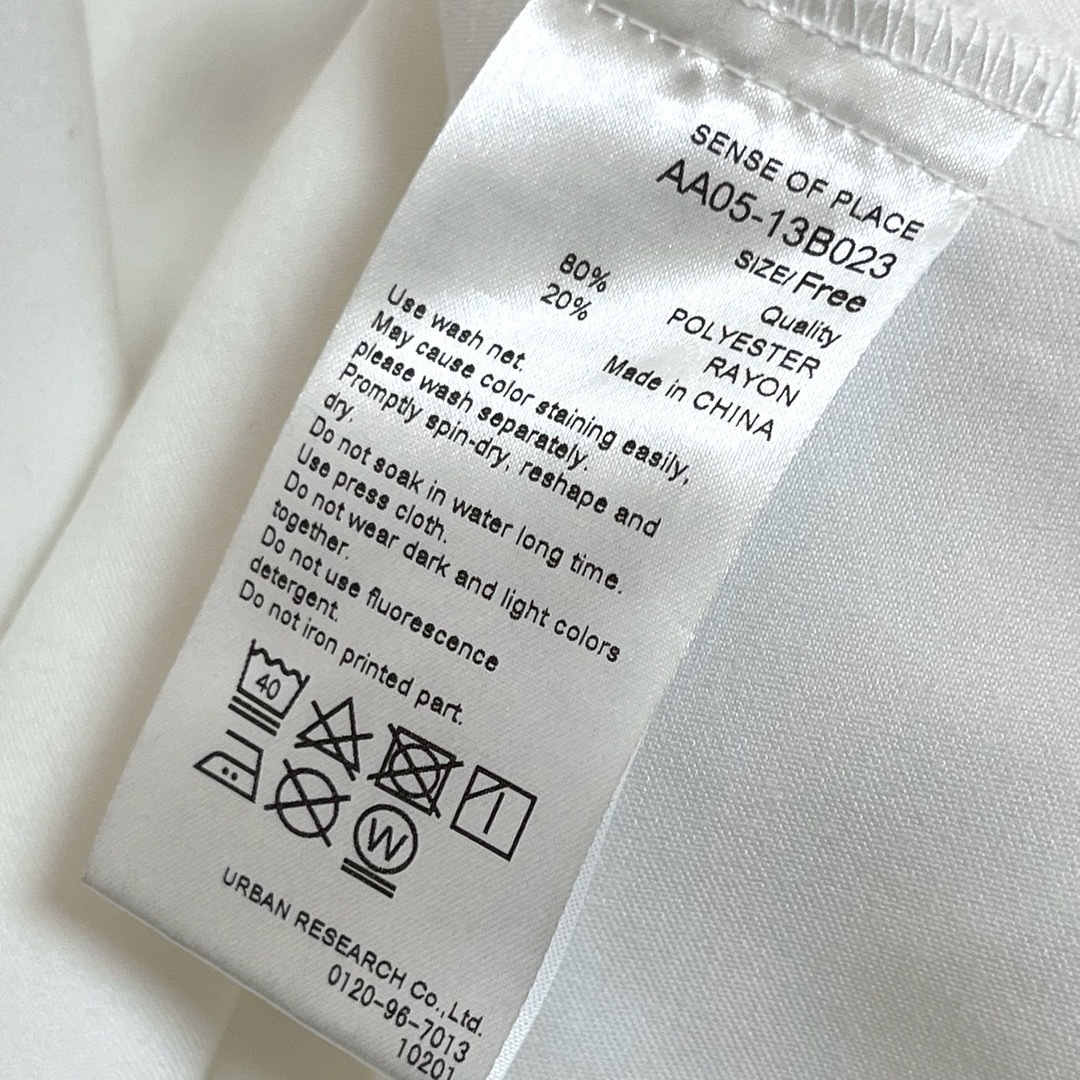 SENSE OF PLACE
AA05-13B023
SIZE/Free
Quality
80% POLYESTER
20% RAYON
Made in CHINA
Use wash net.
May cause color staining easily,
please wash separately.
Promptly spin-dry, reshape and
dry.
Do not soak in water long time.
Use press cloth.
Do not wear dark and light colors
together.
Do not use fluorescence
detergent.
Do not iron printed part.
40
W
URBAN RESEARCH Co.,Ltd.
0120-96-7013
10201